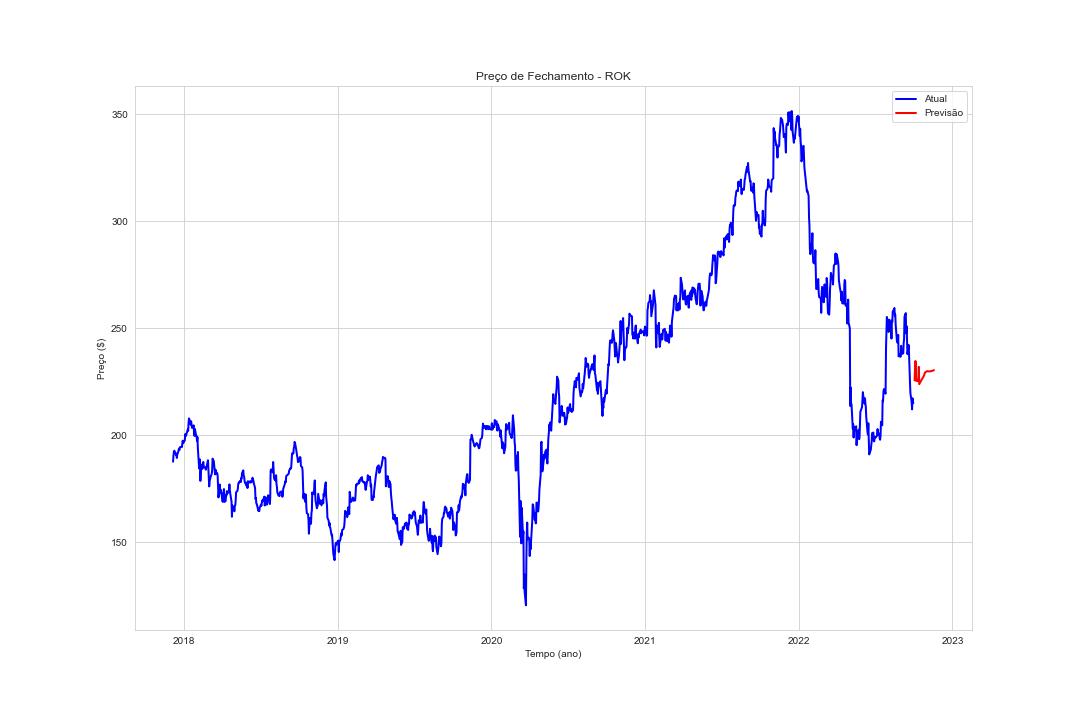 Preço de Fechamento - ROK
Atual
Previsão
350
300
250
200
150
Preço ($)
2018 2019 2020 2021 2022 2023
Tempo (ano)